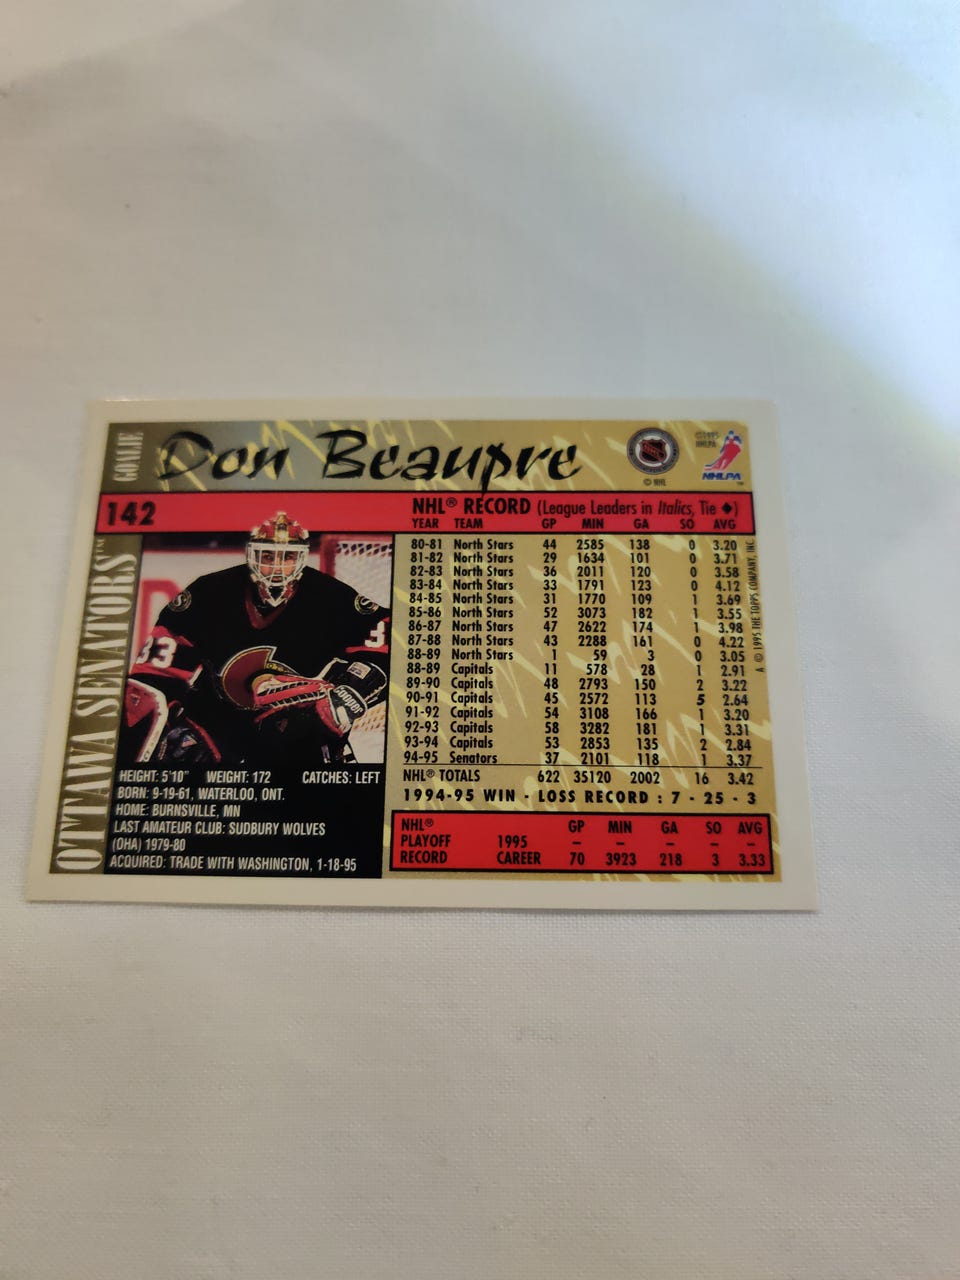 GOALIE
Don Beaupre
© NHL
©1995
NHLPA
NHLPA™
142
NHL® RECORD (League Leaders in Italics, Tie ◆)
YEAR TEAM GP MIN GA SO AVG
80-81 North Stars 44 2585 138 0 3.20
81-82 North Stars 29 1634 101 0 3.71
82-83 North Stars 36 2011 120 0 3.58
83-84 North Stars 33 1791 123 0 4.12
84-85 North Stars 31 1770 109 1 3.69
85-86 North Stars 52 3073 182 1 3.55
86-87 North Stars 47 2622 174 1 3.98
87-88 North Stars 43 2288 161 0 4.22
88-89 North Stars 1 59 3 0 3.05
88-89 Capitals 11 578 28 1 2.91
89-90 Capitals 48 2793 150 2 3.22
90-91 Capitals 45 2572 113 5 2.64
91-92 Capitals 54 3108 166 1 3.20
92-93 Capitals 58 3282 181 1 3.31
93-94 Capitals 53 2853 135 2 2.84
94-95 Senators 37 2101 118 1 3.37
NHL® TOTALS 622 35120 2002 16 3.42
1994-95 WIN - LOSS RECORD : 7 - 25 - 3
NHL® GP MIN GA SO AVG
PLAYOFF 1995 – – – – –
RECORD CAREER 70 3923 218 3 3.33
A © 1995 THE TOPPS COMPANY, INC.
OTTAWA SENATORS™
33
3
Cooper
HEIGHT: 5'10" WEIGHT: 172 CATCHES: LEFT
BORN: 9-19-61, WATERLOO, ONT.
HOME: BURNSVILLE, MN
LAST AMATEUR CLUB: SUDBURY WOLVES
(OHA) 1979-80
ACQUIRED: TRADE WITH WASHINGTON, 1-18-95